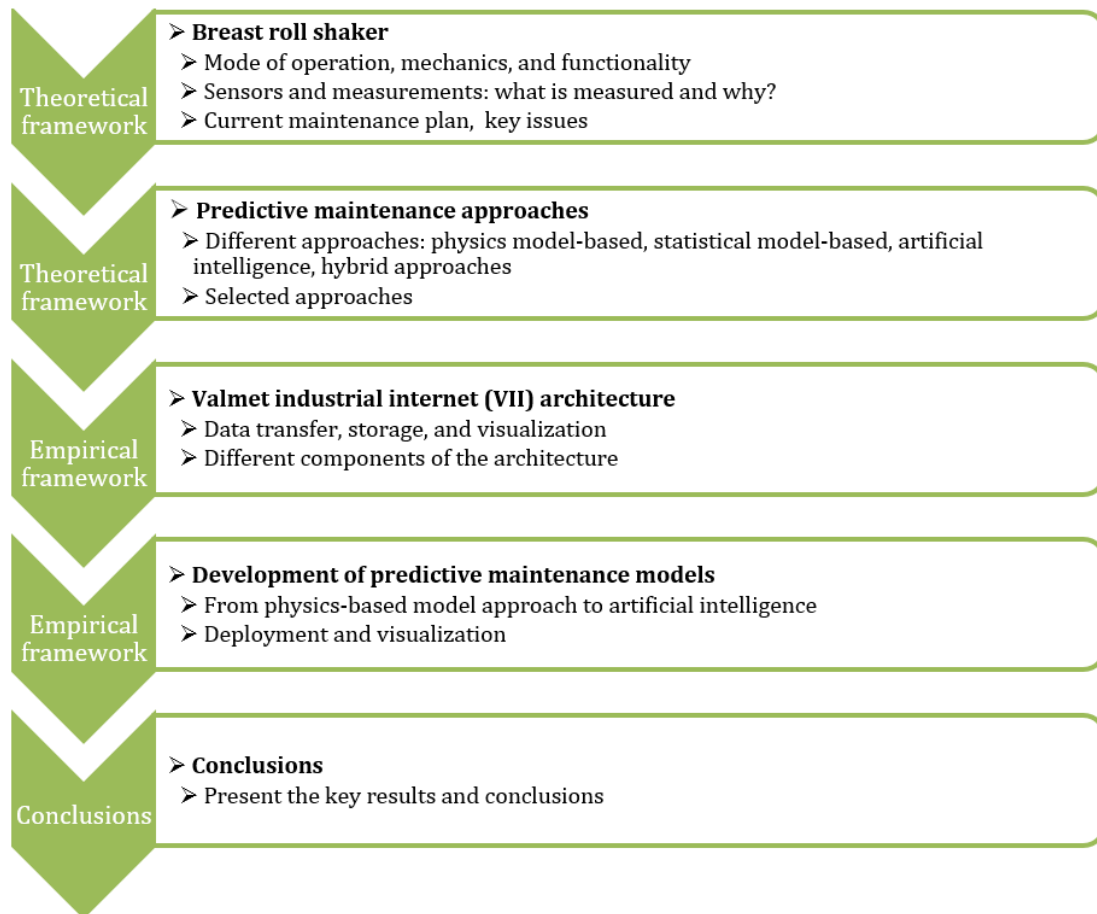 Theoretical
framework
➢ Breast roll shaker
➢ Mode of operation, mechanics, and functionality
➢ Sensors and measurements: what is measured and why?
➢ Current maintenance plan, key issues
Theoretical
framework
➢ Predictive maintenance approaches
➢ Different approaches: physics model-based, statistical model-based, artificial
intelligence, hybrid approaches
➢ Selected approaches
Empirical
framework
➢ Valmet industrial internet (VII) architecture
➢ Data transfer, storage, and visualization
➢ Different components of the architecture
Empirical
framework
➢ Development of predictive maintenance models
➢ From physics-based model approach to artificial intelligence
➢ Deployment and visualization
Conclusions
➢ Conclusions
➢ Present the key results and conclusions